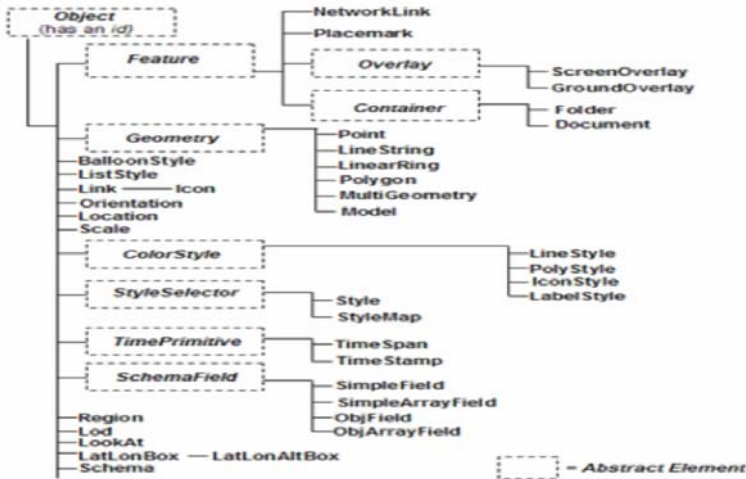 Object
(has an id)
NetworkLink
Placemark
Feature
Overlay
ScreenOverlay
GroundOverlay
Container
Folder
Document
Geometry
Point
LineString
LinearRing
Polygon
MultiGeometry
Model
BalloonStyle
ListStyle
Link Icon
Orientation
Location
Scale
ColorStyle
LineStyle
PolyStyle
IconStyle
LabelStyle
StyleSelector
Style
StyleMap
TimePrimitive
TimeSpan
TimeStamp
SchemaField
SimpleField
SimpleArrayField
ObjField
ObjArrayField
Region
Lod
LookAt
LatLonBox LatLonAltBox
Schema
= Abstract Element